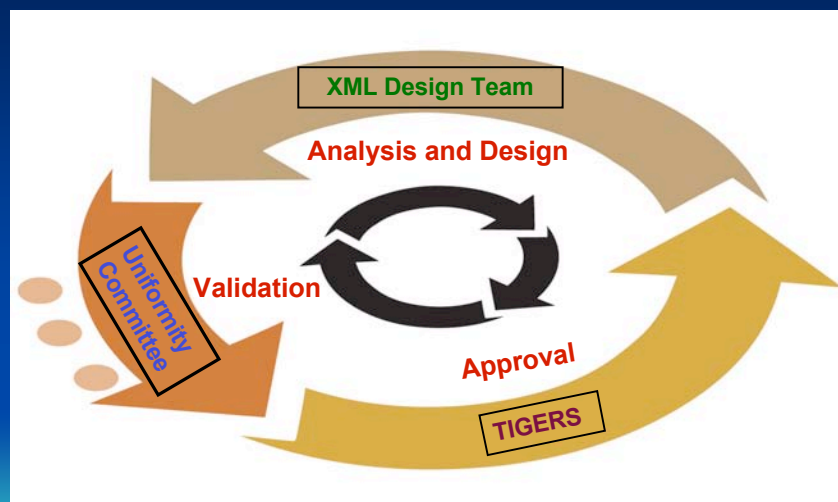 XML Design Team
Analysis and Design
Uniformity
Committee
Validation
Approval
TIGERS